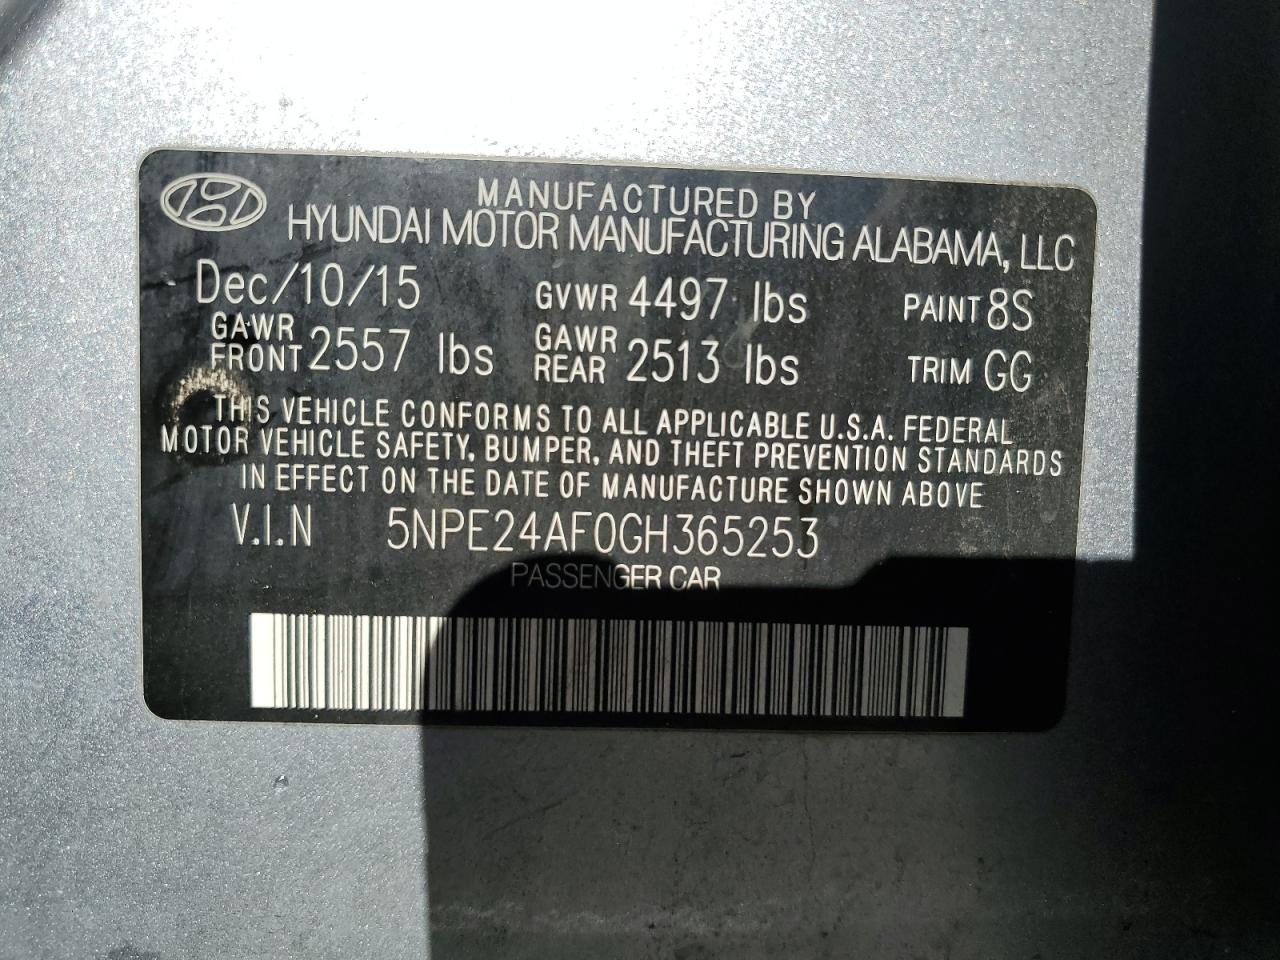 MANUFACTURED BY
HYUNDAI MOTOR MANUFACTURING ALABAMA, LLC
Dec/10/15 GVWR 4497 lbs PAINT 8S
GAWR FRONT 2557 lbs GAWR REAR 2513 lbs TRIM GG
THIS VEHICLE CONFORMS TO ALL APPLICABLE U.S.A. FEDERAL
MOTOR VEHICLE SAFETY, BUMPER, AND THEFT PREVENTION STANDARDS
IN EFFECT ON THE DATE OF MANUFACTURE SHOWN ABOVE
V.I.N 5NPE24AF0GH365253
PASSENGER CAR